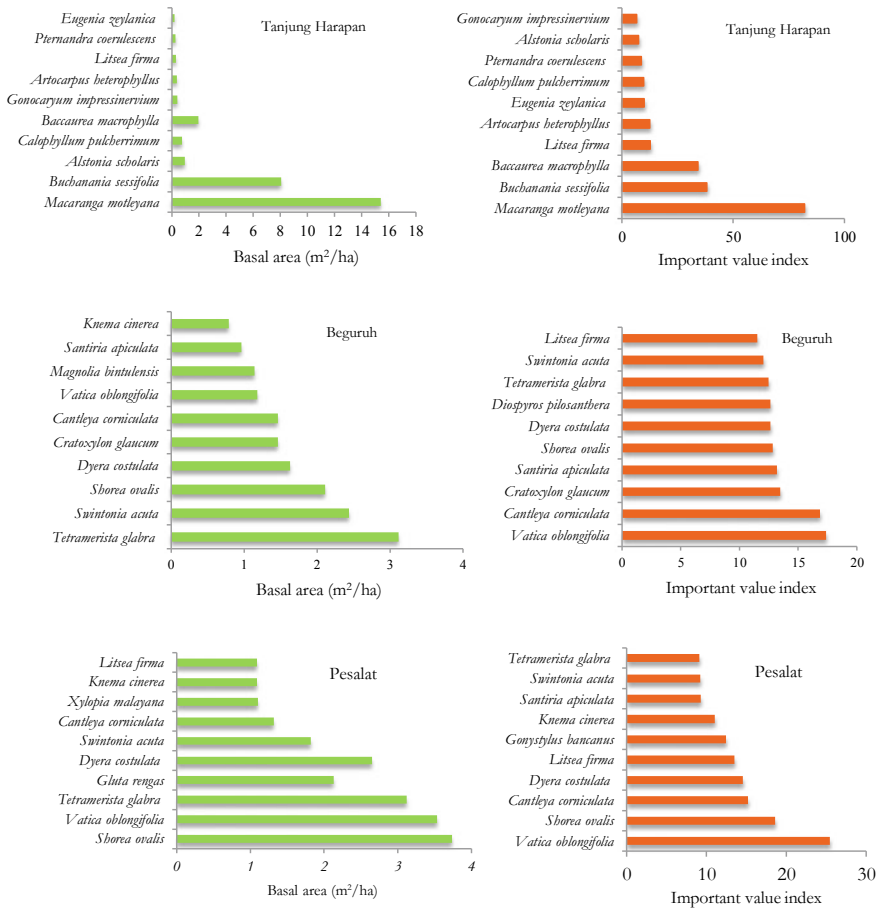 Tanjung Harapan
Eugenia zeylanica
Pternandra coerulescens
Litsea firma
Artocarpus heterophyllus
Gonocaryum impressinervium
Baccaurea macrophylla
Calophyllum pulcherrimum
Alstonia scholaris
Buchanania sessifolia
Macaranga motleyana
0 2 4 6 8 10 12 14 16 18
Basal area (m²/ha)
Tanjung Harapan
Gonocaryum impressinervium
Alstonia scholaris
Pternandra coerulescens
Calophyllum pulcherrimum
Eugenia zeylanica
Artocarpus heterophyllus
Litsea firma
Baccaurea macrophylla
Buchanania sessifolia
Macaranga motleyana
0 50 100
Important value index
Beguruh
Knema cinerea
Santiria apiculata
Magnolia bintulensis
Vatica oblongifolia
Cantleya corniculata
Cratoxylon glaucum
Dyera costulata
Shorea ovalis
Swintonia acuta
Tetramerista glabra
0 1 2 3 4
Basal area (m²/ha)
Beguruh
Litsea firma
Swintonia acuta
Tetramerista glabra
Diospyros pilosanthera
Dyera costulata
Shorea ovalis
Santiria apiculata
Cratoxylon glaucum
Cantleya corniculata
Vatica oblongifolia
0 5 10 15 20
Important value index
Pesalat
Litsea firma
Knema cinerea
Xylopia malayana
Cantleya corniculata
Swintonia acuta
Dyera costulata
Gluta rengas
Tetramerista glabra
Vatica oblongifolia
Shorea ovalis
0 1 2 3 4
Basal area (m²/ha)
Pesalat
Tetramerista glabra
Swintonia acuta
Santiria apiculata
Knema cinerea
Gonystylus bancanus
Litsea firma
Dyera costulata
Cantleya corniculata
Shorea ovalis
Vatica oblongifolia
0 10 20 30
Important value index